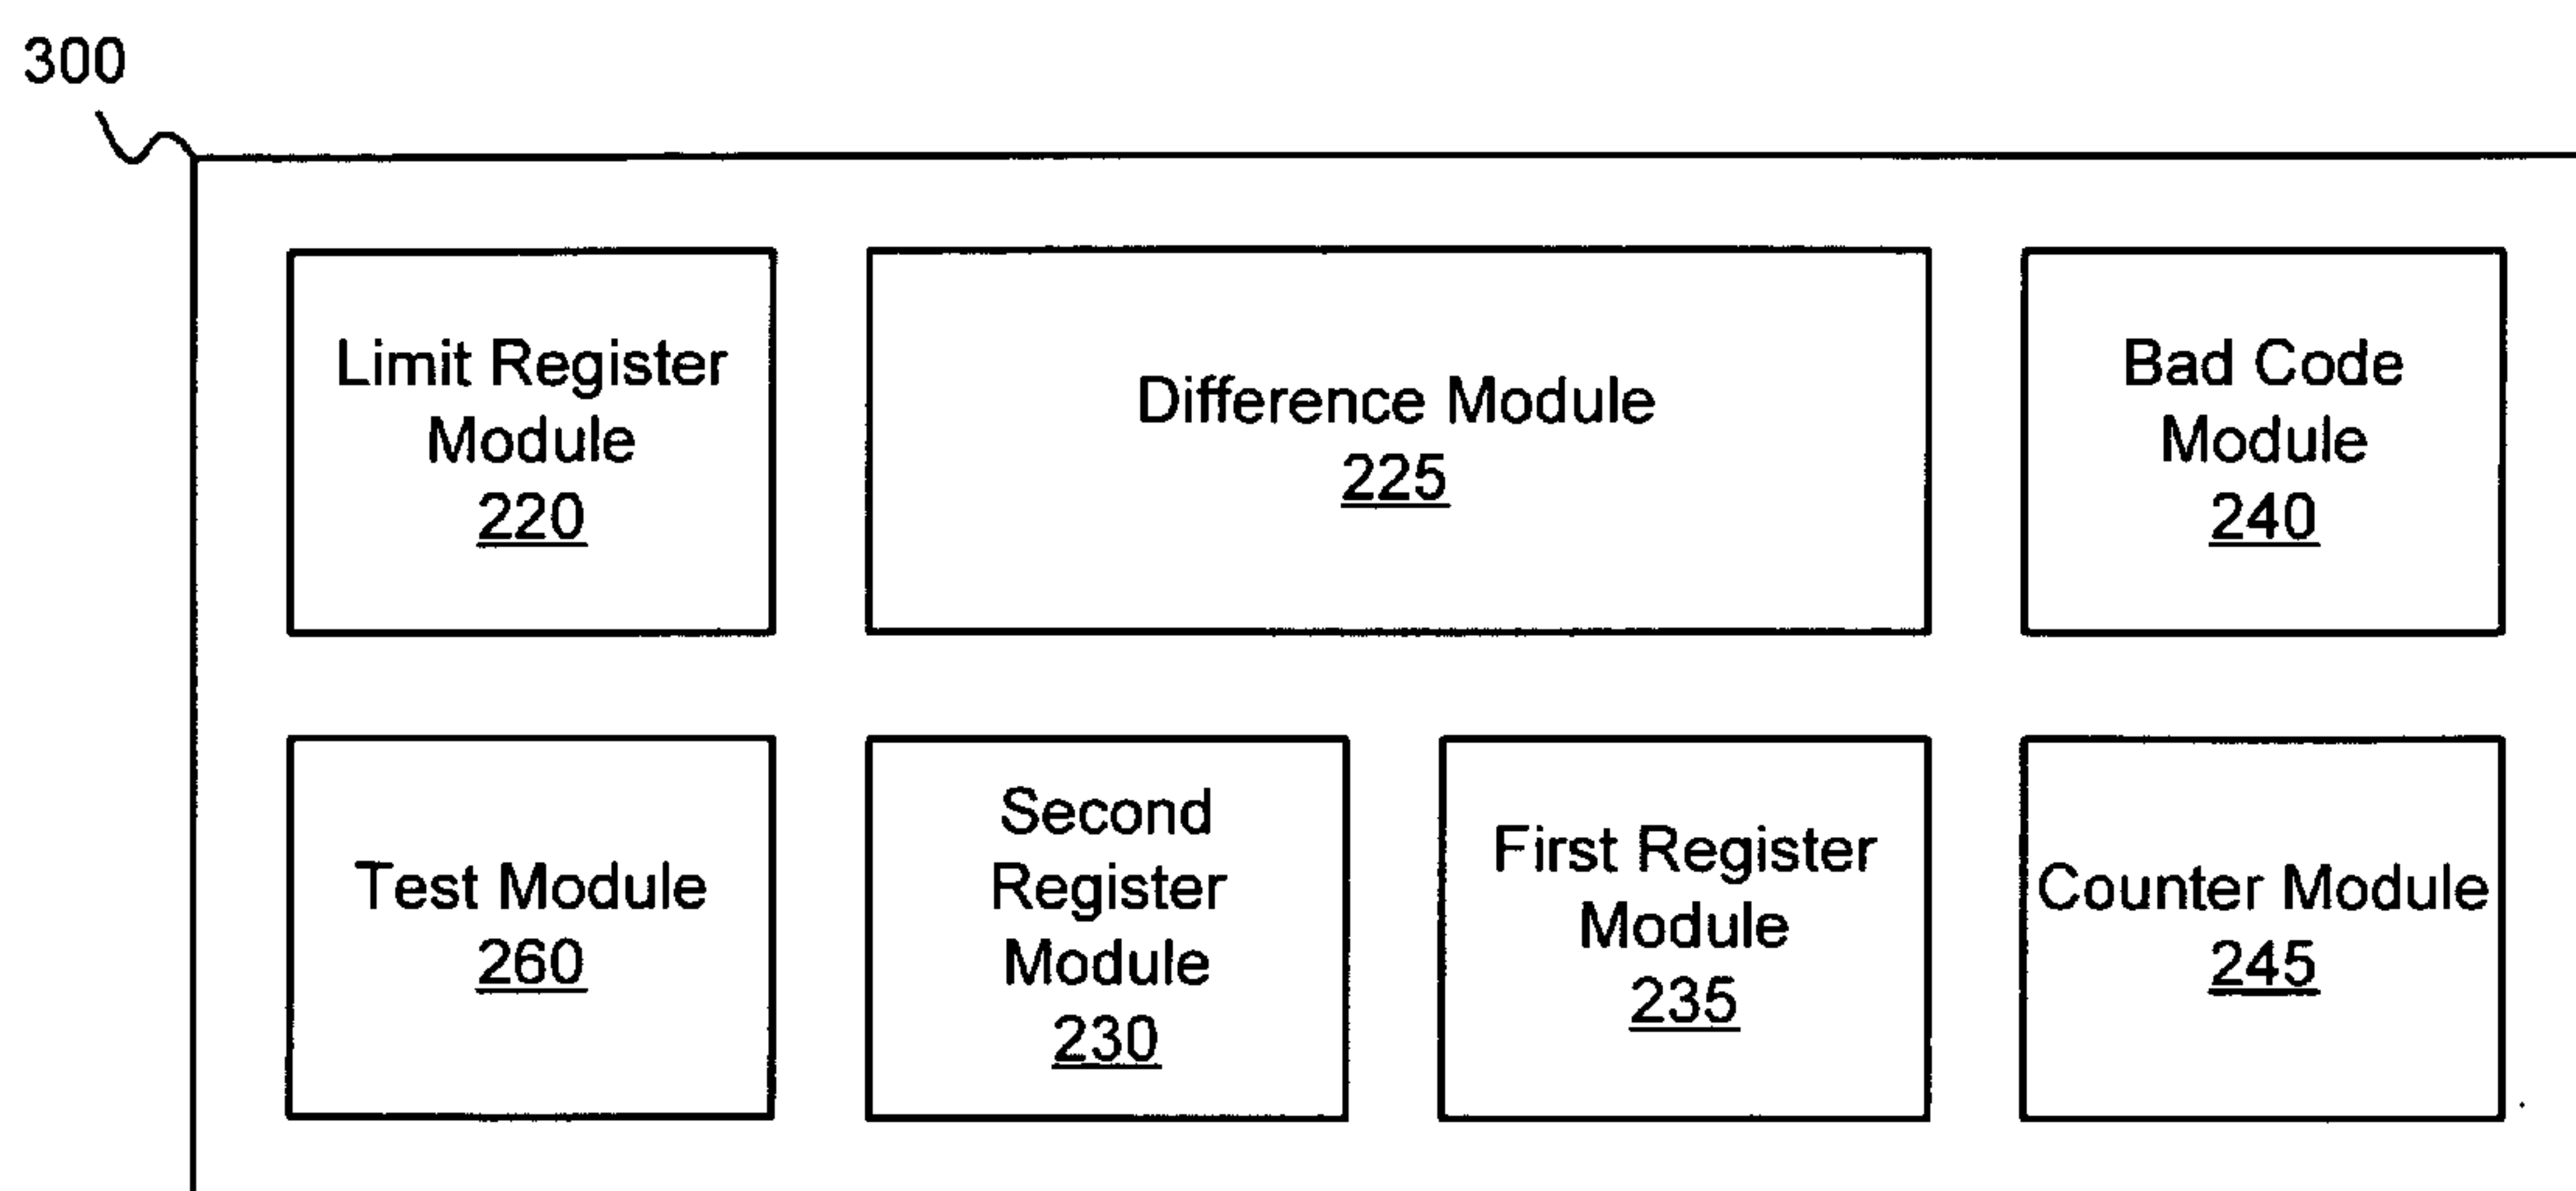 300
Limit Register
Module
220
Difference Module
225
Bad Code
Module
240
Test Module
260
Second
Register
Module
230
First Register
Module
235
Counter Module
245